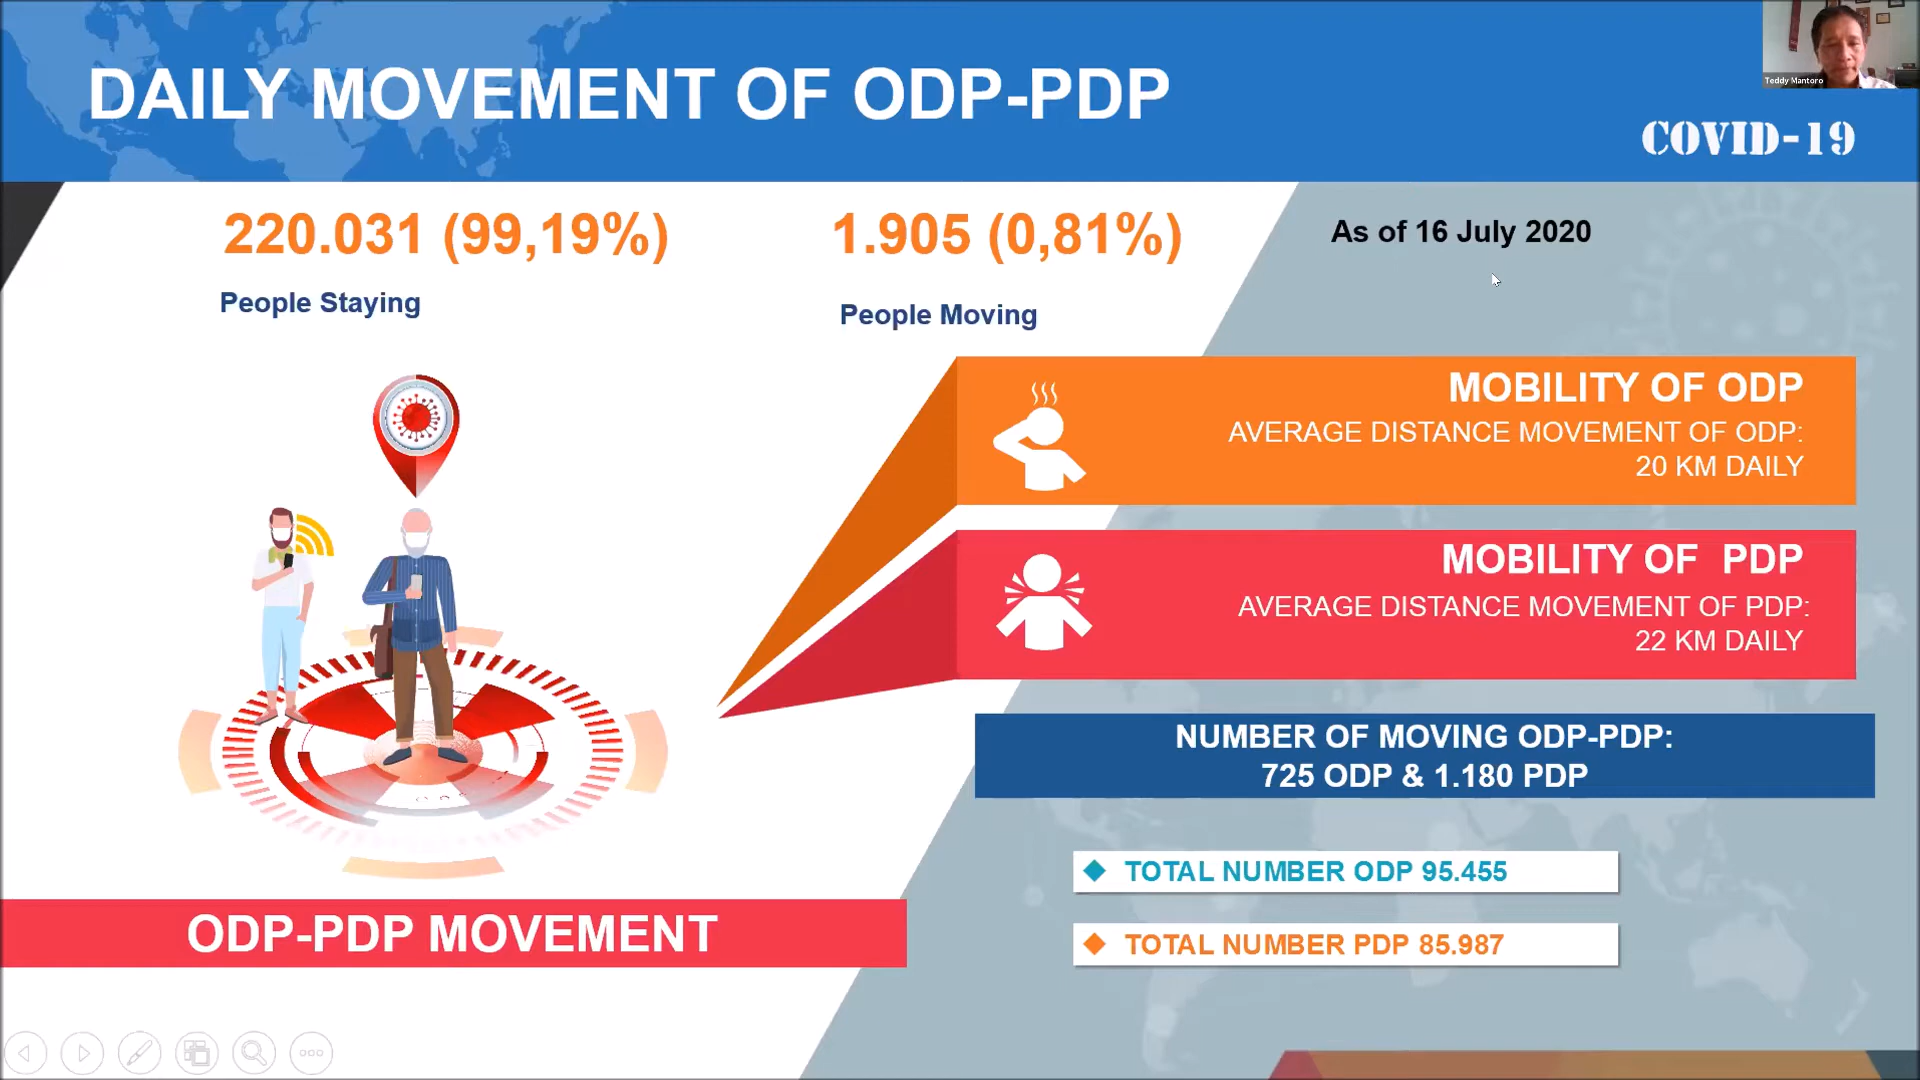 Teddy Mantoro
DAILY MOVEMENT OF ODP-PDP
COVID-19
220.031 (99,19%)
People Staying
1.905 (0,81%)
People Moving
As of 16 July 2020
MOBILITY OF ODP
AVERAGE DISTANCE MOVEMENT OF ODP:
20 KM DAILY
MOBILITY OF PDP
AVERAGE DISTANCE MOVEMENT OF PDP:
22 KM DAILY
NUMBER OF MOVING ODP-PDP:
725 ODP & 1.180 PDP
TOTAL NUMBER ODP 95.455
TOTAL NUMBER PDP 85.987
ODP-PDP MOVEMENT